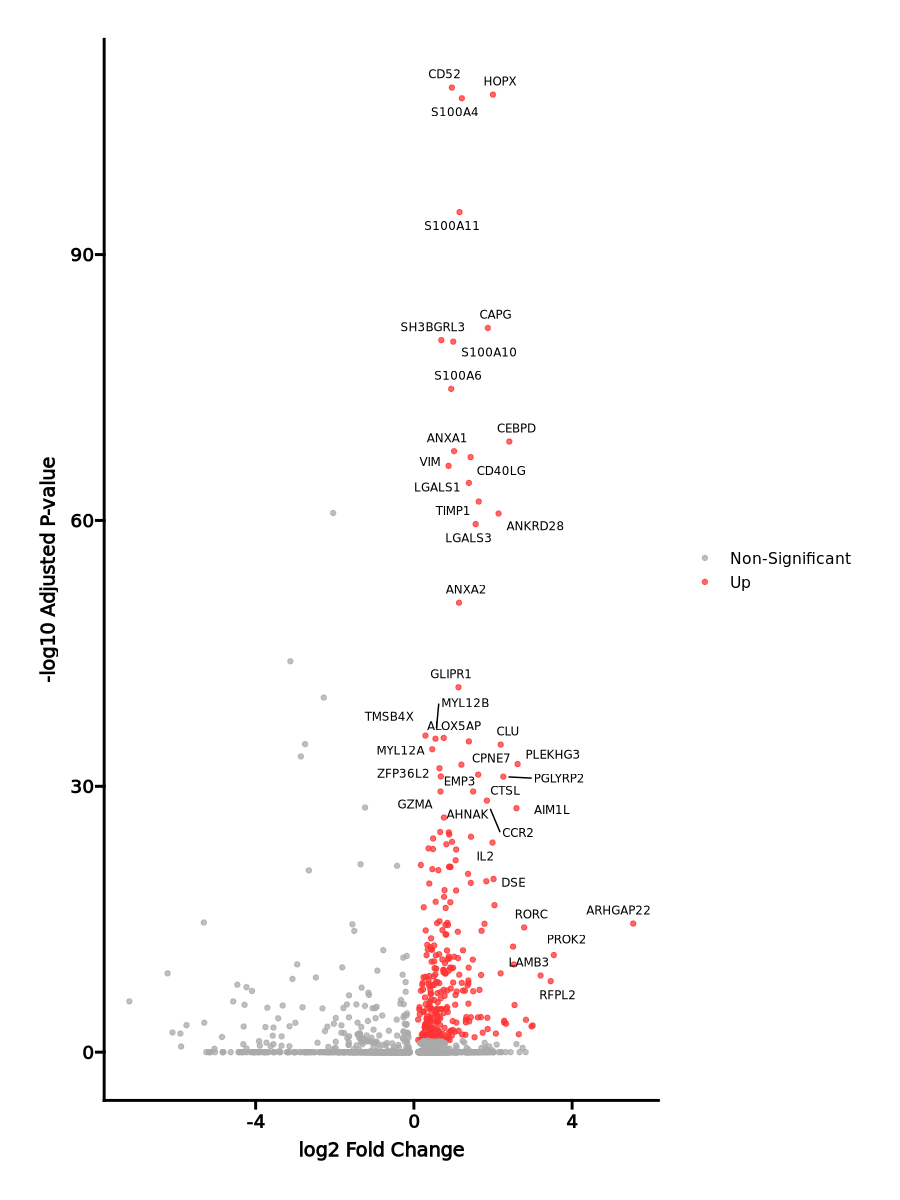 CD52
HOPX
S100A4
S100A11
90
CAPG
SH3BGRL3
S100A10
S100A6
CEBPD
ANXA1
VIM
CD40LG
LGALS1
TIMP1
60
ANKRD28
LGALS3
Non-Significant
Up
ANXA2
-log10 Adjusted P-value
GLIPR1
MYL12B
TMSB4X
ALOX5AP
CLU
MYL12A
PLEKHG3
CPNE7
ZFP36L2
PGLYRP2
EMP3
30
CTSL
GZMA
AIM1L
AHNAK
CCR2
IL2
DSE
ARHGAP22
RORC
PROK2
LAMB3
RFPL2
0
-4
0
4
log2 Fold Change